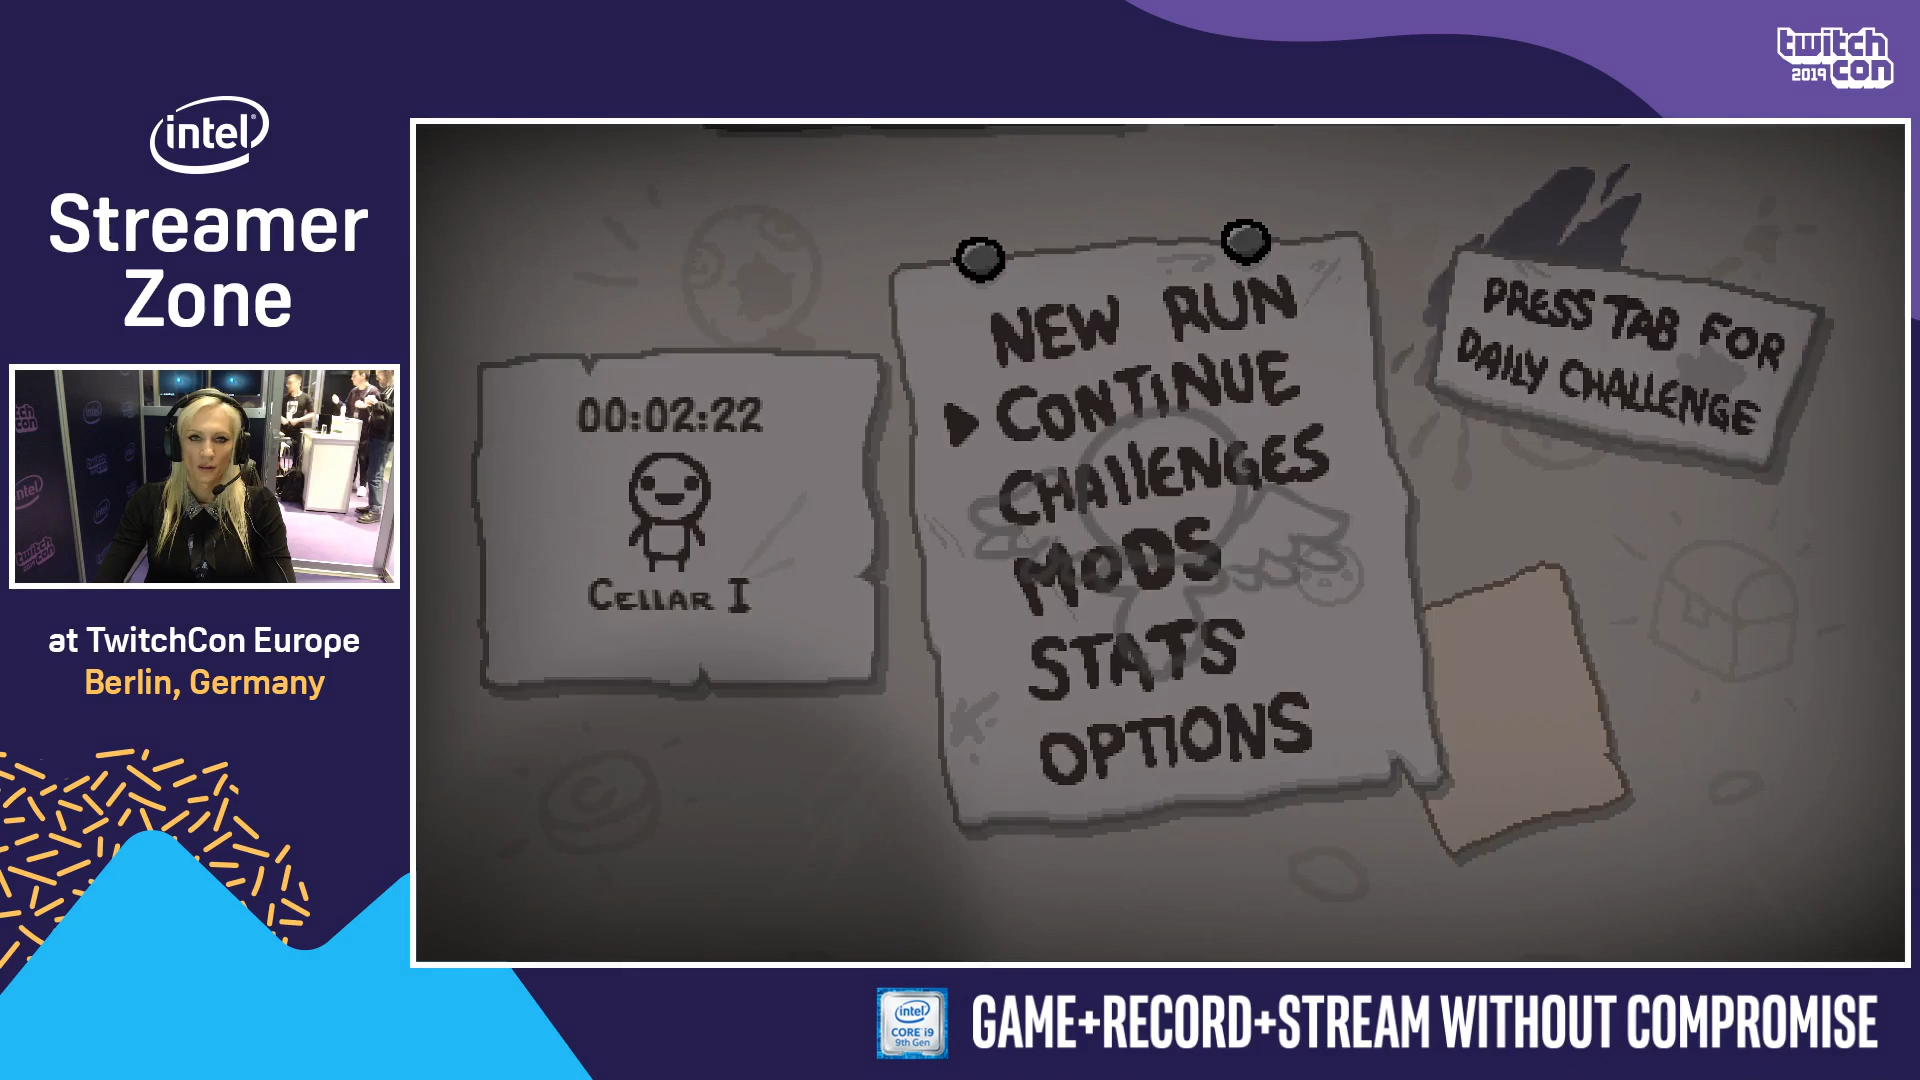 twitch
2019 con
intel
Streamer
Zone
at TwitchCon Europe
Berlin, Germany
00:02:22
CELLAR I
NEW RUN
CONTINUE
CHALLENGES
MODS
STATS
OPTIONS
PRESS TAB FOR
DAILY CHALLENGE
intel
CORE i9
9th Gen
GAME+RECORD+STREAM WITHOUT COMPROMISE